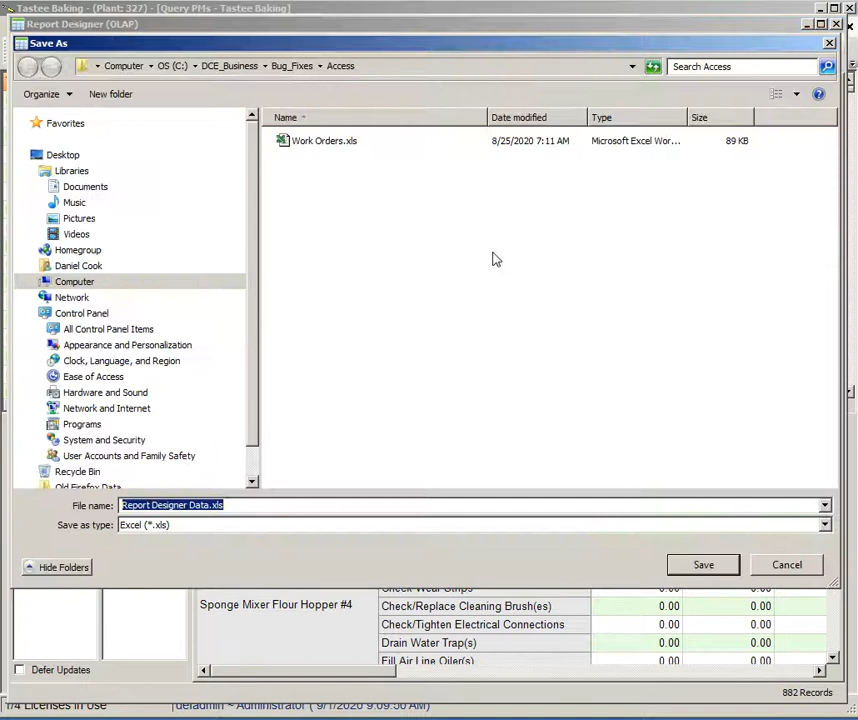 Tastee Baking - (Plant: 327) - [Query PMs - Tastee Baking]
Report Designer (OLAP)
Save As
Computer OS (C:) DCE_Business Bug_Fixes Access
Search Access
Organize New folder
Favorites
Desktop
Libraries
Documents
Music
Pictures
Videos
Homegroup
Daniel Cook
Computer
Network
Control Panel
All Control Panel Items
Appearance and Personalization
Clock, Language, and Region
Ease of Access
Hardware and Sound
Network and Internet
Programs
System and Security
User Accounts and Family Safety
Recycle Bin
Old Firefox Data
Name Date modified Type Size
Work Orders.xls 8/25/2020 7:11 AM Microsoft Excel Wor... 89 KB
File name: Report Designer Data.xls
Save as type: Excel (*.xls)
Hide Folders Save Cancel
Check Wear Strips 0.00 0.00
Sponge Mixer Flour Hopper #4 Check/Replace Cleaning Brush(es) 0.00 0.00
Check/Tighten Electrical Connections 0.00 0.00
Drain Water Trap(s) 0.00 0.00
Fill Air Line Oiler(s) 0.00 0.00
Defer Updates
882 Records
1/4 Licenses in Use defadmin ~ Administrator ( 9/1/2020 9:09:50 AM)